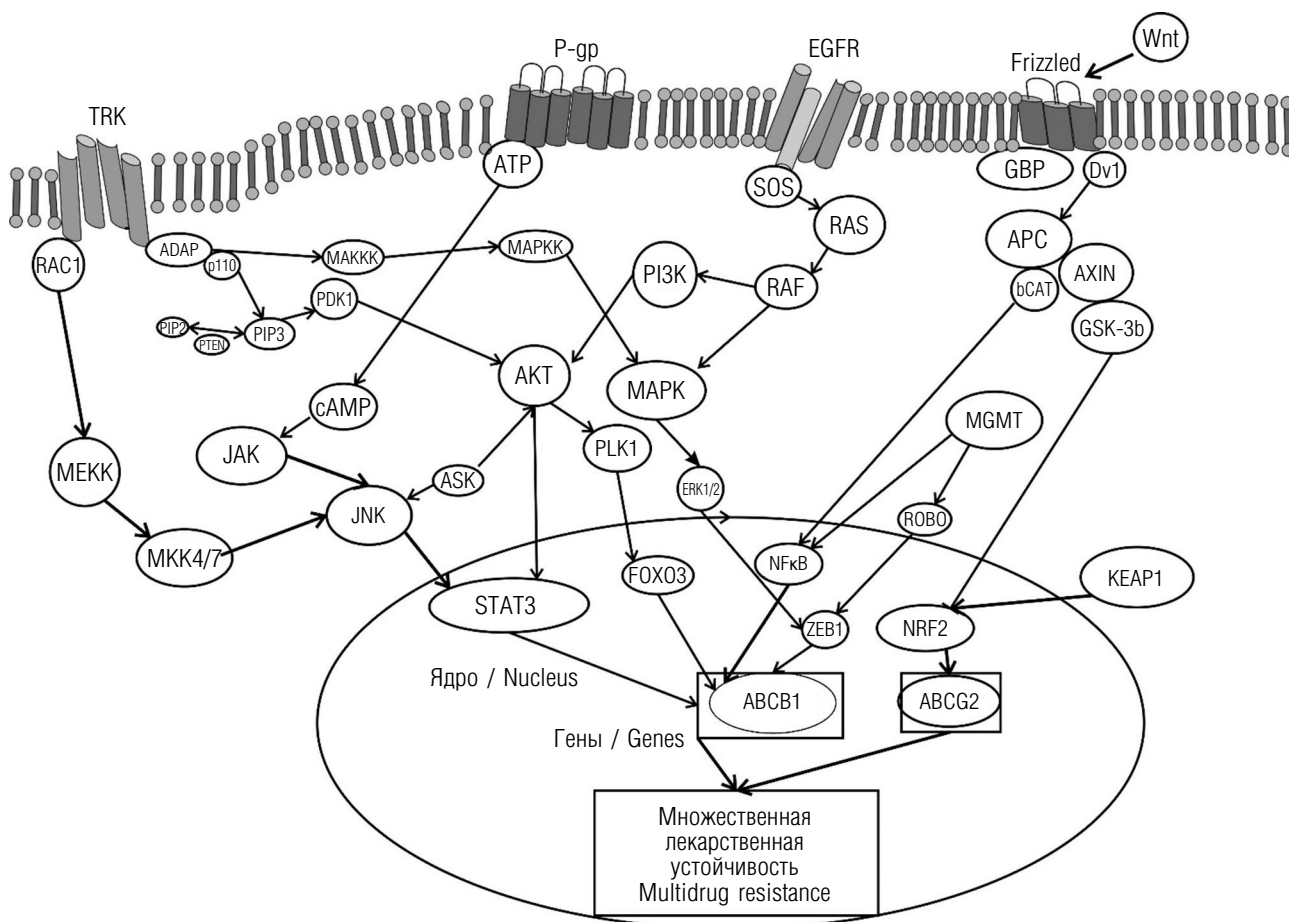 Wnt
P-gp
EGFR
Frizzled
TRK
ATP
SOS
GBP
Dv1
RAS
APC
ADAP
p110
MAKKK
MAPKK
RAC1
PI3K
RAF
AXIN
bCAT
PDK1
PIP2
PTEN
PIP3
GSK-3b
AKT
MAPK
cAMP
MGMT
JAK
PLK1
MEKK
ASK
ERK1/2
JNK
ROBO
MKK4/7
NFκB
FOXO3
KEAP1
STAT3
ZEB1
NRF2
Ядро / Nucleus
ABCB1
ABCG2
Гены / Genes
Множественная
лекарственная
устойчивость
Multidrug resistance